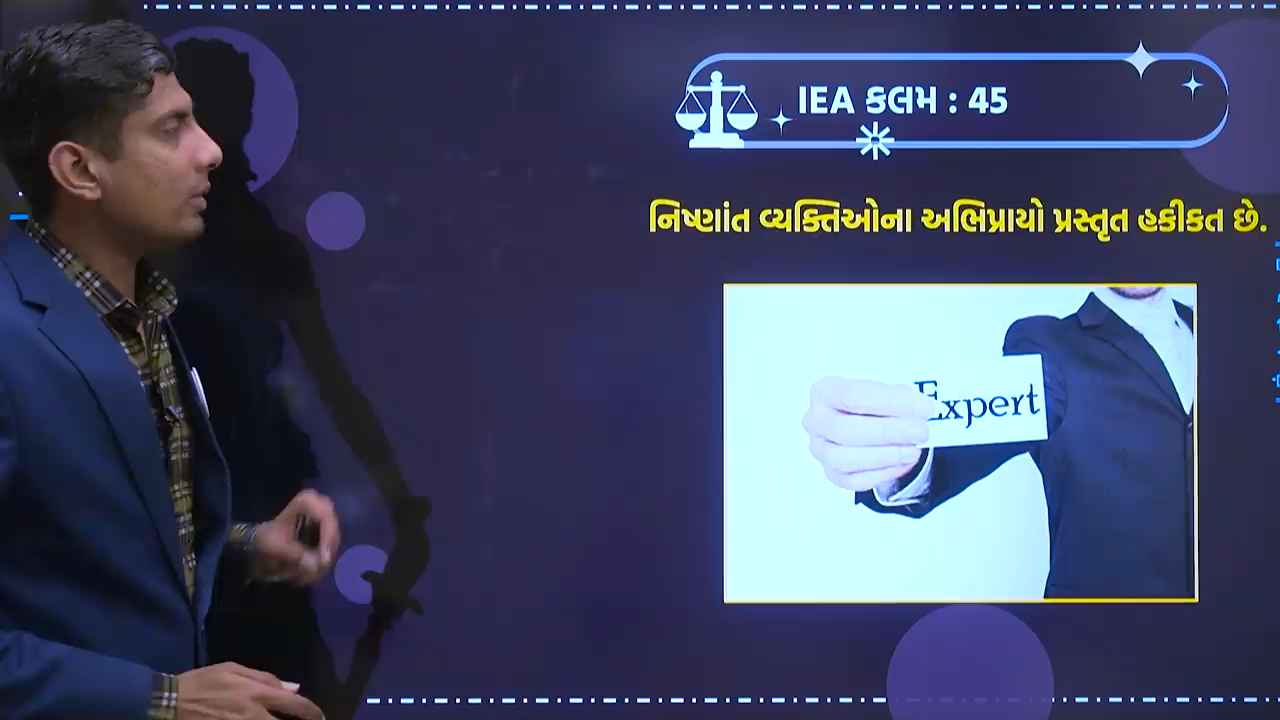 IEA કલમ : 45
નિષ્ણાંત વ્યક્તિઓના અભિપ્રાયો પ્રસ્તૃત હકીકત છે.
Expert